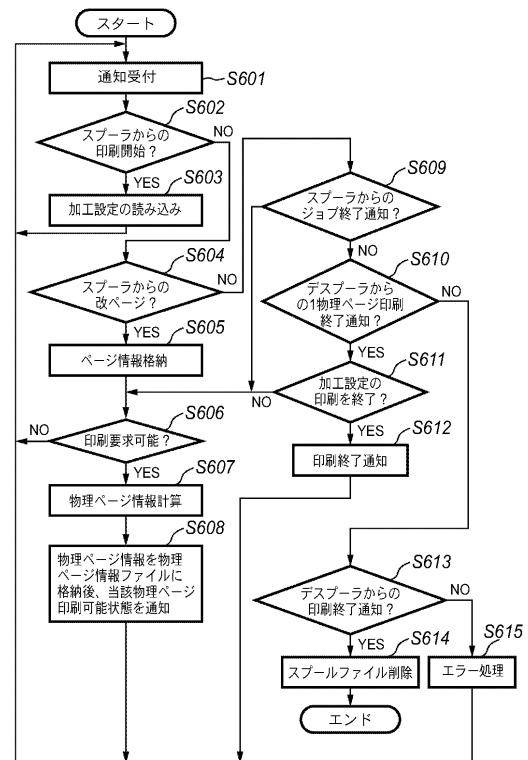 スタート
通知受付
S601
S602
スプーラからの
印刷開始？
NO
YES
S603
加工設定の読み込み
S604
スプーラからの
改ページ？
NO
YES
S605
ページ情報格納
S606
NO
印刷要求可能？
YES
S607
物理ページ情報計算
S608
物理ページ情報を物理
ページ情報ファイルに
格納後、当該物理ページ
印刷可能状態を通知
S609
スプーラからの
ジョブ終了通知？
NO
S610
デスプーラから
の1物理ページ印刷
終了通知？
NO
YES
S611
加工設定の
印刷を終了？
NO
YES
S612
印刷終了通知
S613
デスプーラからの
印刷終了通知？
NO
YES
S614
スプールファイル削除
S615
エラー処理
エンド